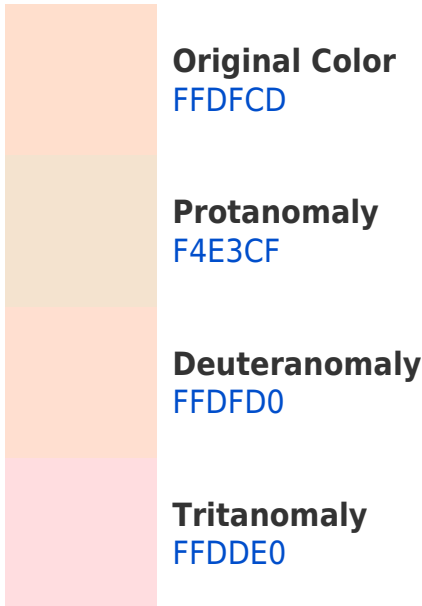 Original Color
FFDFCD
Protanomaly
F4E3CF
Deuteranomaly
FFDFD0
Tritanomaly
FFDDE0